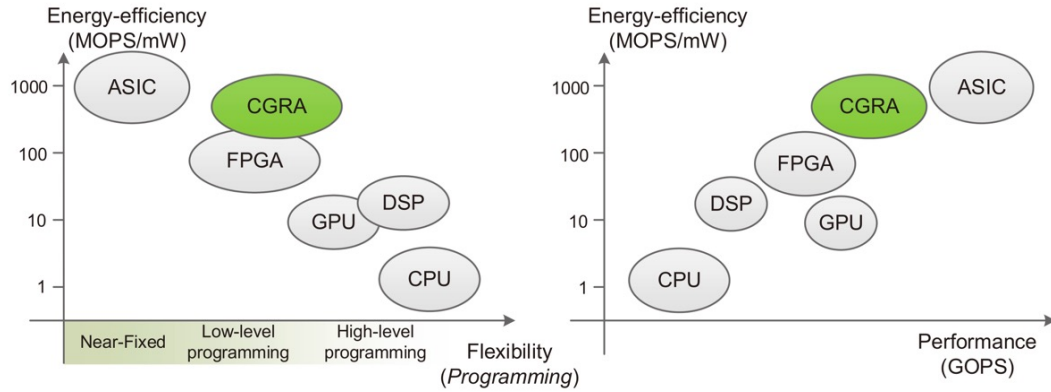 Energy-efficiency
(MOPS/mW)
1000
100
10
1
ASIC
CGRA
FPGA
GPU
DSP
CPU
Near-Fixed
Low-level
programming
High-level
programming
Flexibility
(Programming)
Energy-efficiency
(MOPS/mW)
1000
100
10
1
ASIC
CGRA
FPGA
DSP
GPU
CPU
Performance
(GOPS)